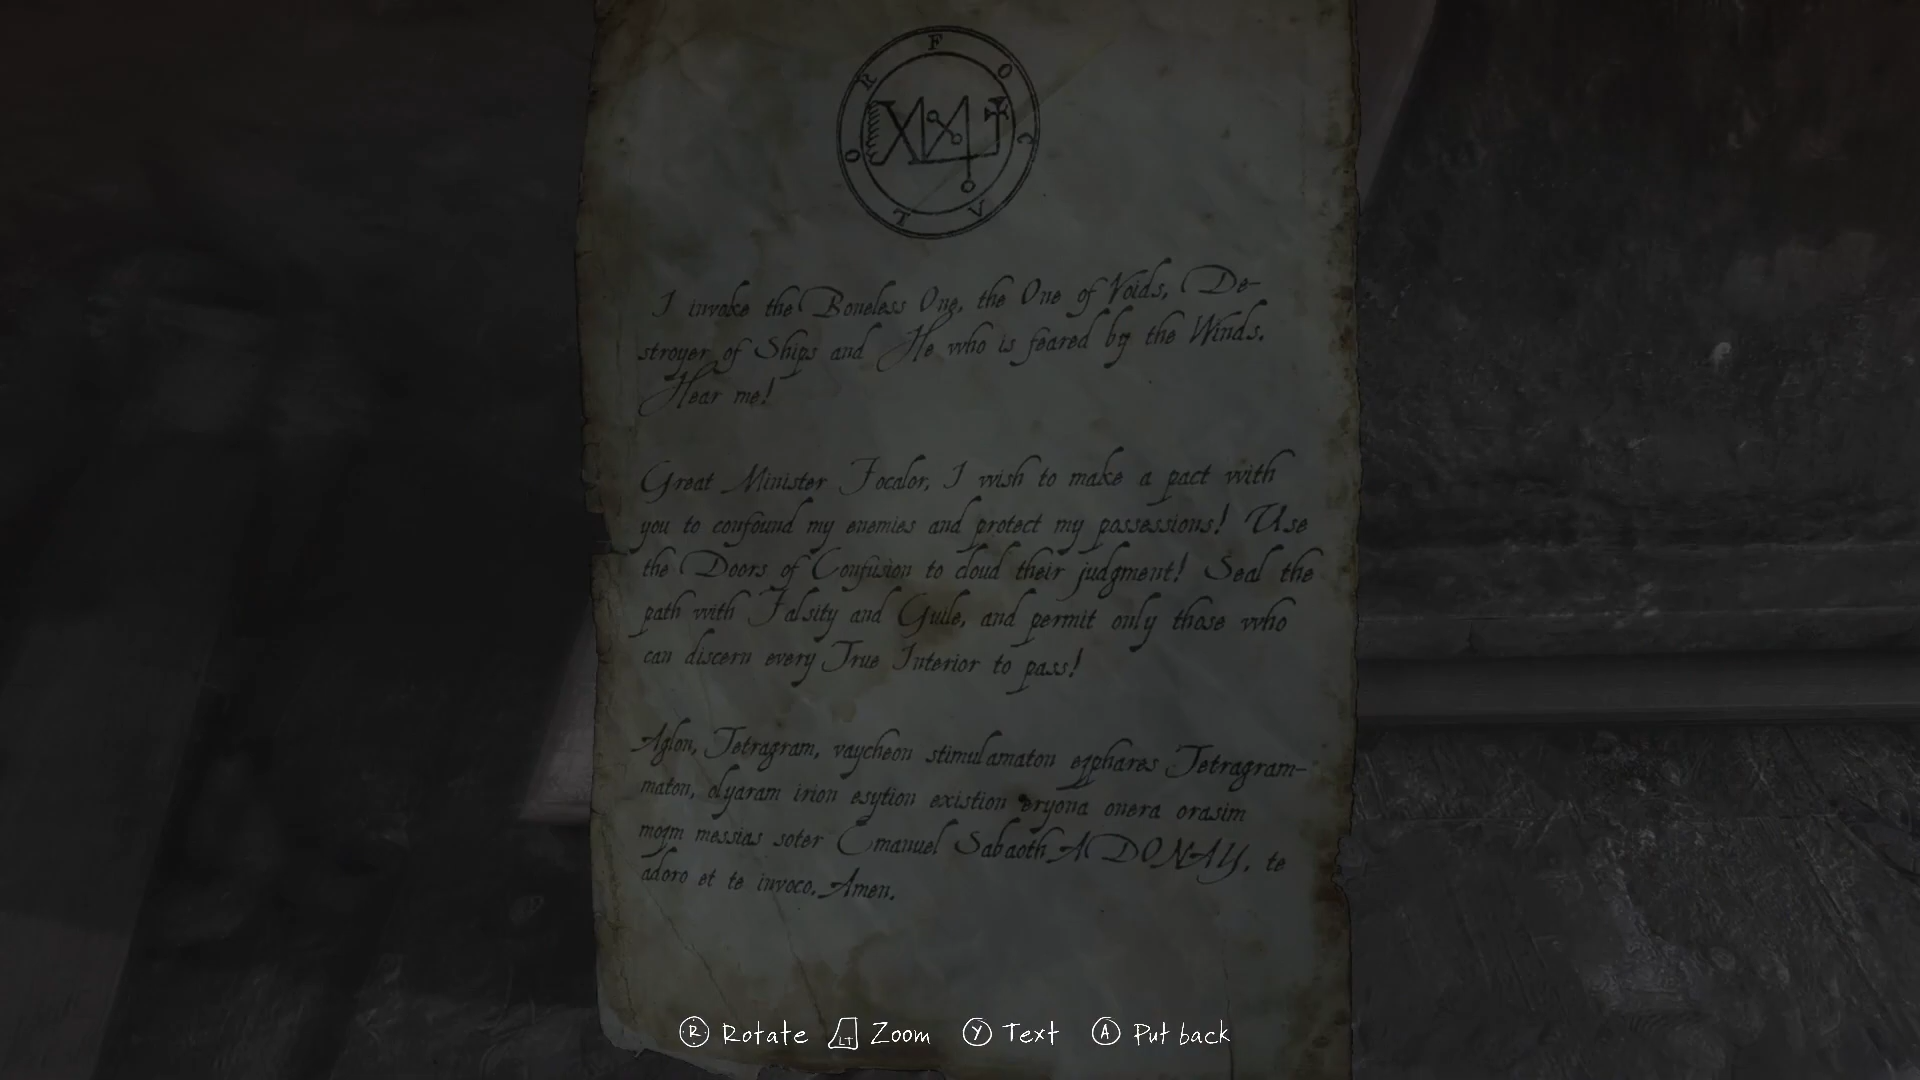 F O C V T O R
I invoke the Boneless One, the One of Voids, De-
stroyer of Ships and He who is feared by the Winds.
Hear me!
Great Minister Focalor, I wish to make a pact with
you to confound my enemies and protect my possessions! Use
the Doors of Confusion to cloud their judgment! Seal the
path with Falsity and Guile, and permit only those who
can discern every True Interior to pass!
Aglon, Tetragram, vaycheon stimulamaton ezphares Tetragram-
maton, olyaram irion esytion existion eryona onera orasim
mozm messias soter Emanuel Sabaoth ADONAY, te
adoro et te invoco. Amen.
R Rotate LT Zoom Y Text A Put back